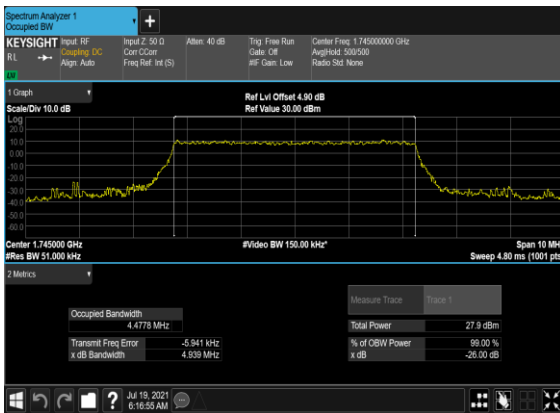 Spectrum Analyzer 1
Occupied BW
KEYSIGHT
RL
LV
Input: RF
Coupling: DC
Align: Auto
Input Z: 50 Ω
Corr CCorr
Freq Ref: Int (S)
Atten: 40 dB
Trig: Free Run
Gate: Off
#IF Gain: Low
Center Freq: 1.745000000 GHz
Avg|Hold: 500/500
Radio Std: None
1 Graph
Scale/Div 10.0 dB
Ref Lvl Offset 4.90 dB
Ref Value 30.00 dBm
Log
20.0
10.0
0.00
-10.0
-20.0
-30.0
-40.0
-50.0
-60.0
Center 1.745000 GHz
#Res BW 51.000 kHz
#Video BW 150.00 kHz*
Span 10 MH
Sweep 4.80 ms (1001 pts
2 Metrics
Measure Trace Trace 1
Occupied Bandwidth
4.4778 MHz
Total Power 27.9 dBm
Transmit Freq Error -5.941 kHz
% of OBW Power 99.00 %
x dB Bandwidth 4.939 MHz
x dB -26.00 dB
Jul 19, 2021
6:16:55 AM